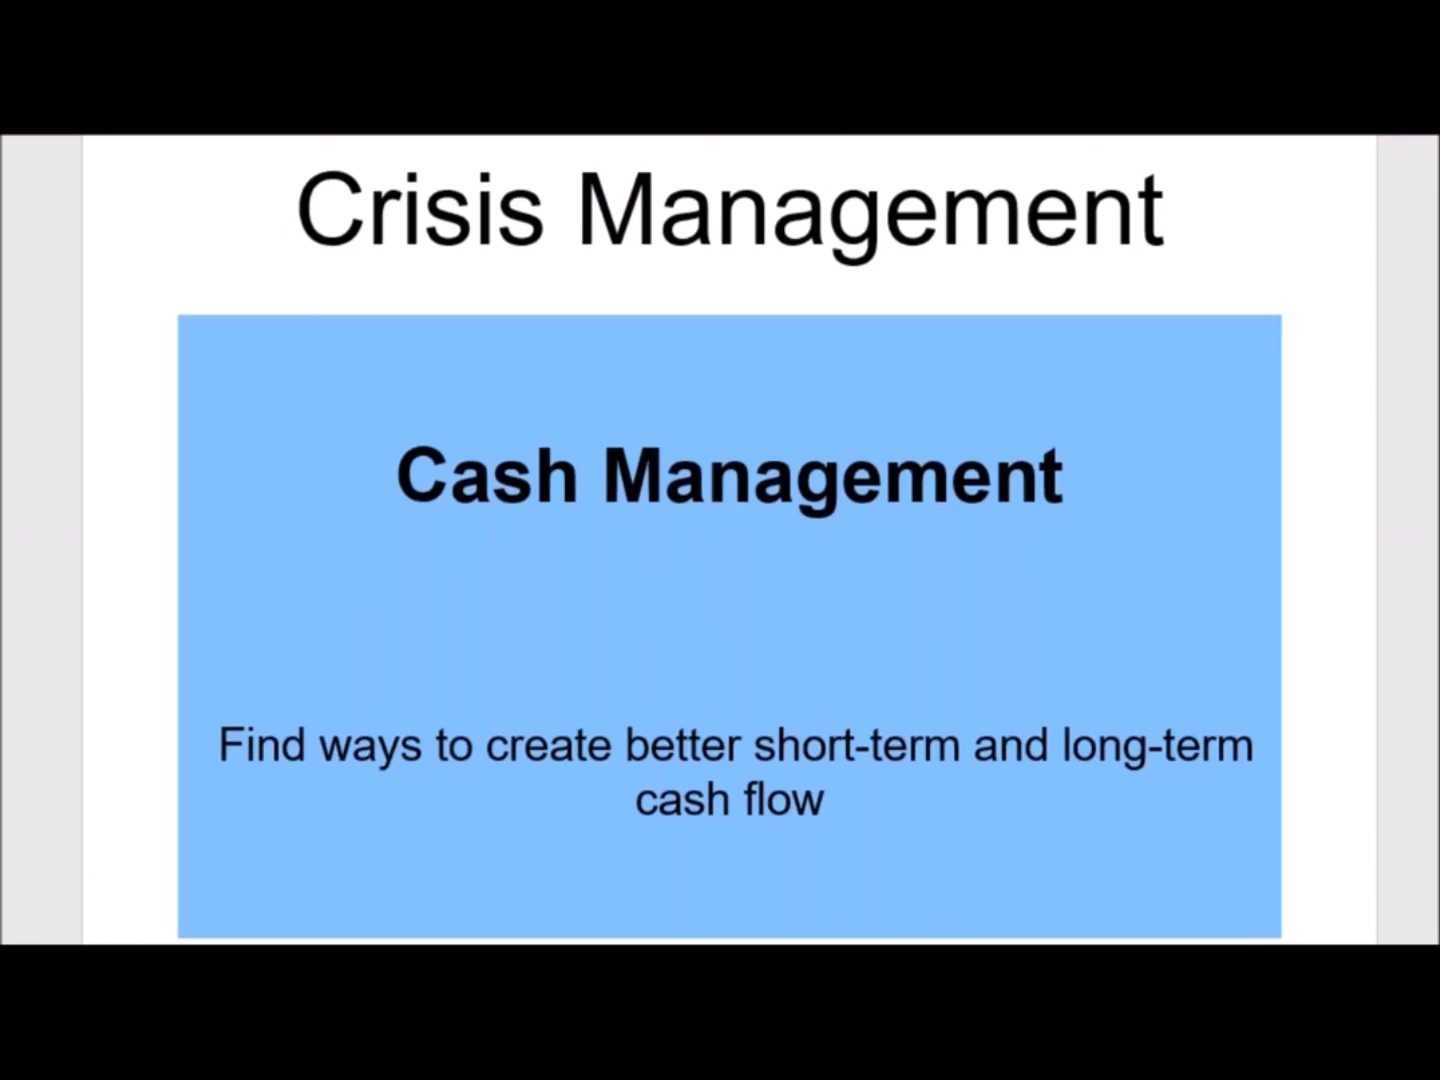 Crisis Management
Cash Management
Find ways to create better short-term and long-term
cash flow